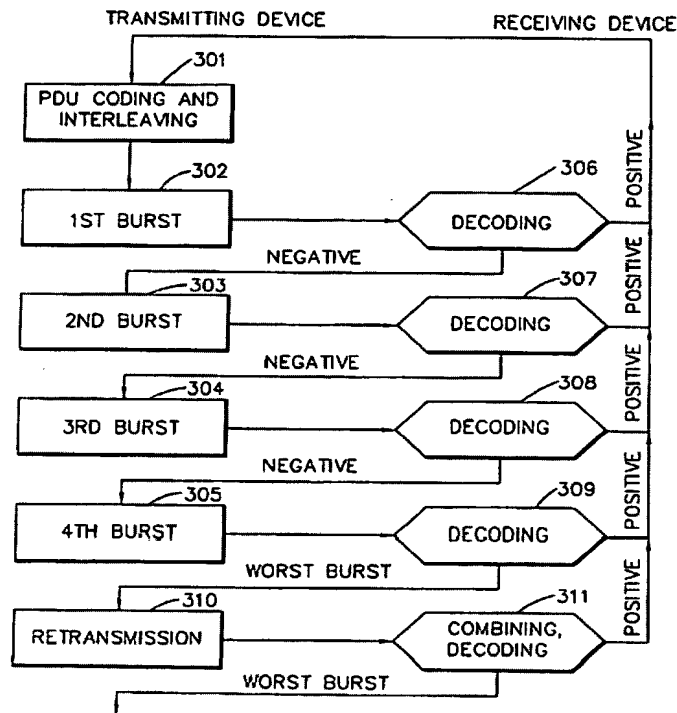 TRANSMITTING DEVICE
RECEIVING DEVICE
301
PDU CODING AND
INTERLEAVING
302
1ST BURST
306
DECODING
POSITIVE
NEGATIVE
303
2ND BURST
307
DECODING
POSITIVE
NEGATIVE
304
3RD BURST
308
DECODING
POSITIVE
NEGATIVE
305
4TH BURST
309
DECODING
POSITIVE
WORST BURST
310
RETRANSMISSION
311
COMBINING,
DECODING
POSITIVE
WORST BURST